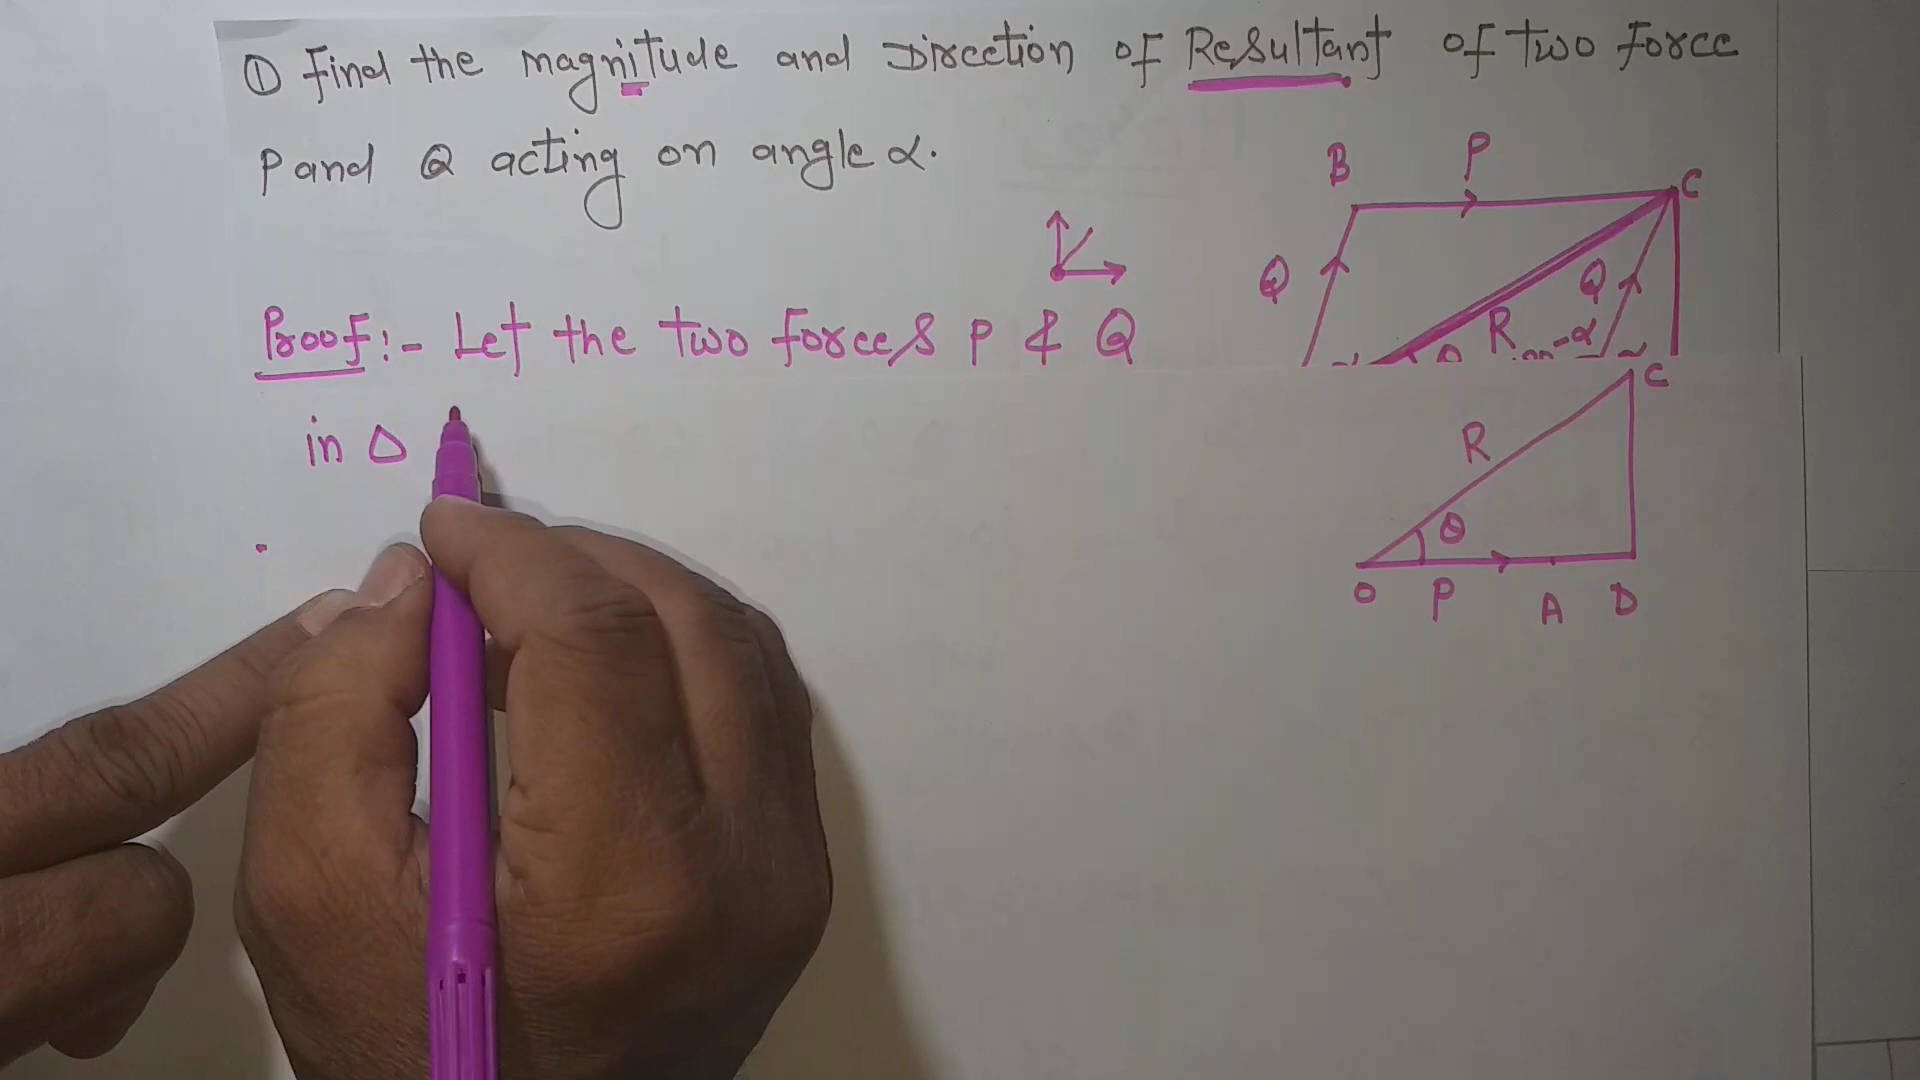 ① Find the magnitude and Direction of Resultant of two force
P and Q acting on angle α.
B P C
Q Q
Proof:- Let the two forces P & Q
R
α
C
in Δ
R
θ
O P A D